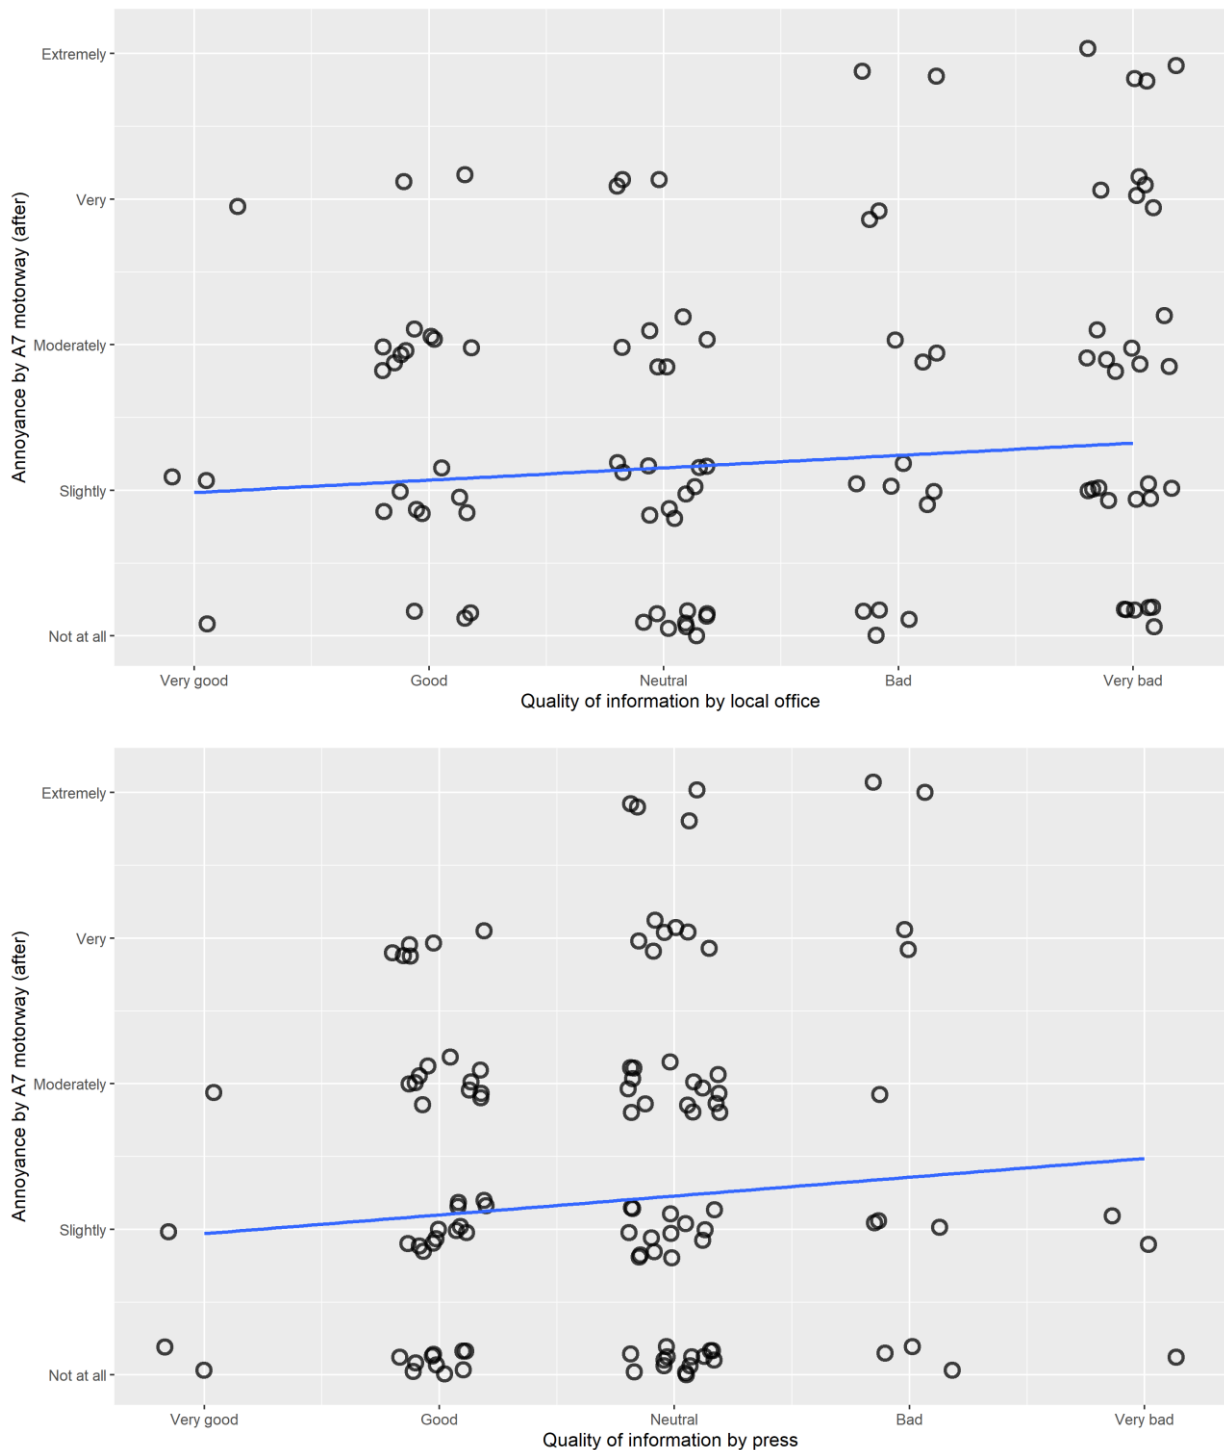 Extremely
Very
Moderately
Slightly
Not at all
Annoyance by A7 motorway (after)
Very good Good Neutral Bad Very bad
Quality of information by local office
Extremely
Very
Moderately
Slightly
Not at all
Annoyance by A7 motorway (after)
Very good Good Neutral Bad Very bad
Quality of information by press